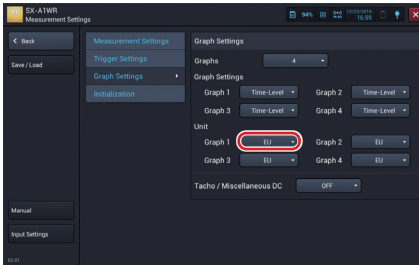 SX-A1WR
Measurement Settings
94%
12/23/2019
16:59
Back
Save / Load
Manual
Input Settings
Measurement Settings
Trigger Settings
Graph Settings
Initialization
Graph Settings
Graphs 4
Graph Settings
Graph 1 Time-Level Graph 2 Time-Level
Graph 3 Time-Level Graph 4 Time-Level
Unit
Graph 1 EU Graph 2 EU
Graph 3 EU Graph 4 EU
Tacho / Miscellaneous DC OFF